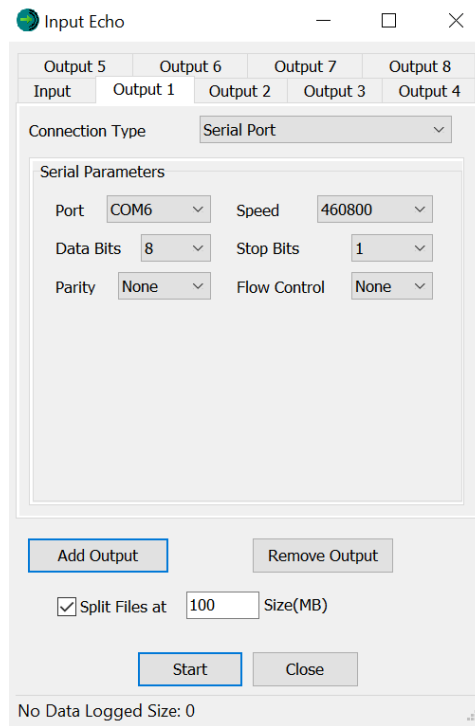 Input Echo
Output 5 Output 6 Output 7 Output 8
Input Output 1 Output 2 Output 3 Output 4
Connection Type Serial Port
Serial Parameters
Port COM6 Speed 460800
Data Bits 8 Stop Bits 1
Parity None Flow Control None
Add Output Remove Output
Split Files at 100 Size(MB)
Start Close
No Data Logged Size: 0